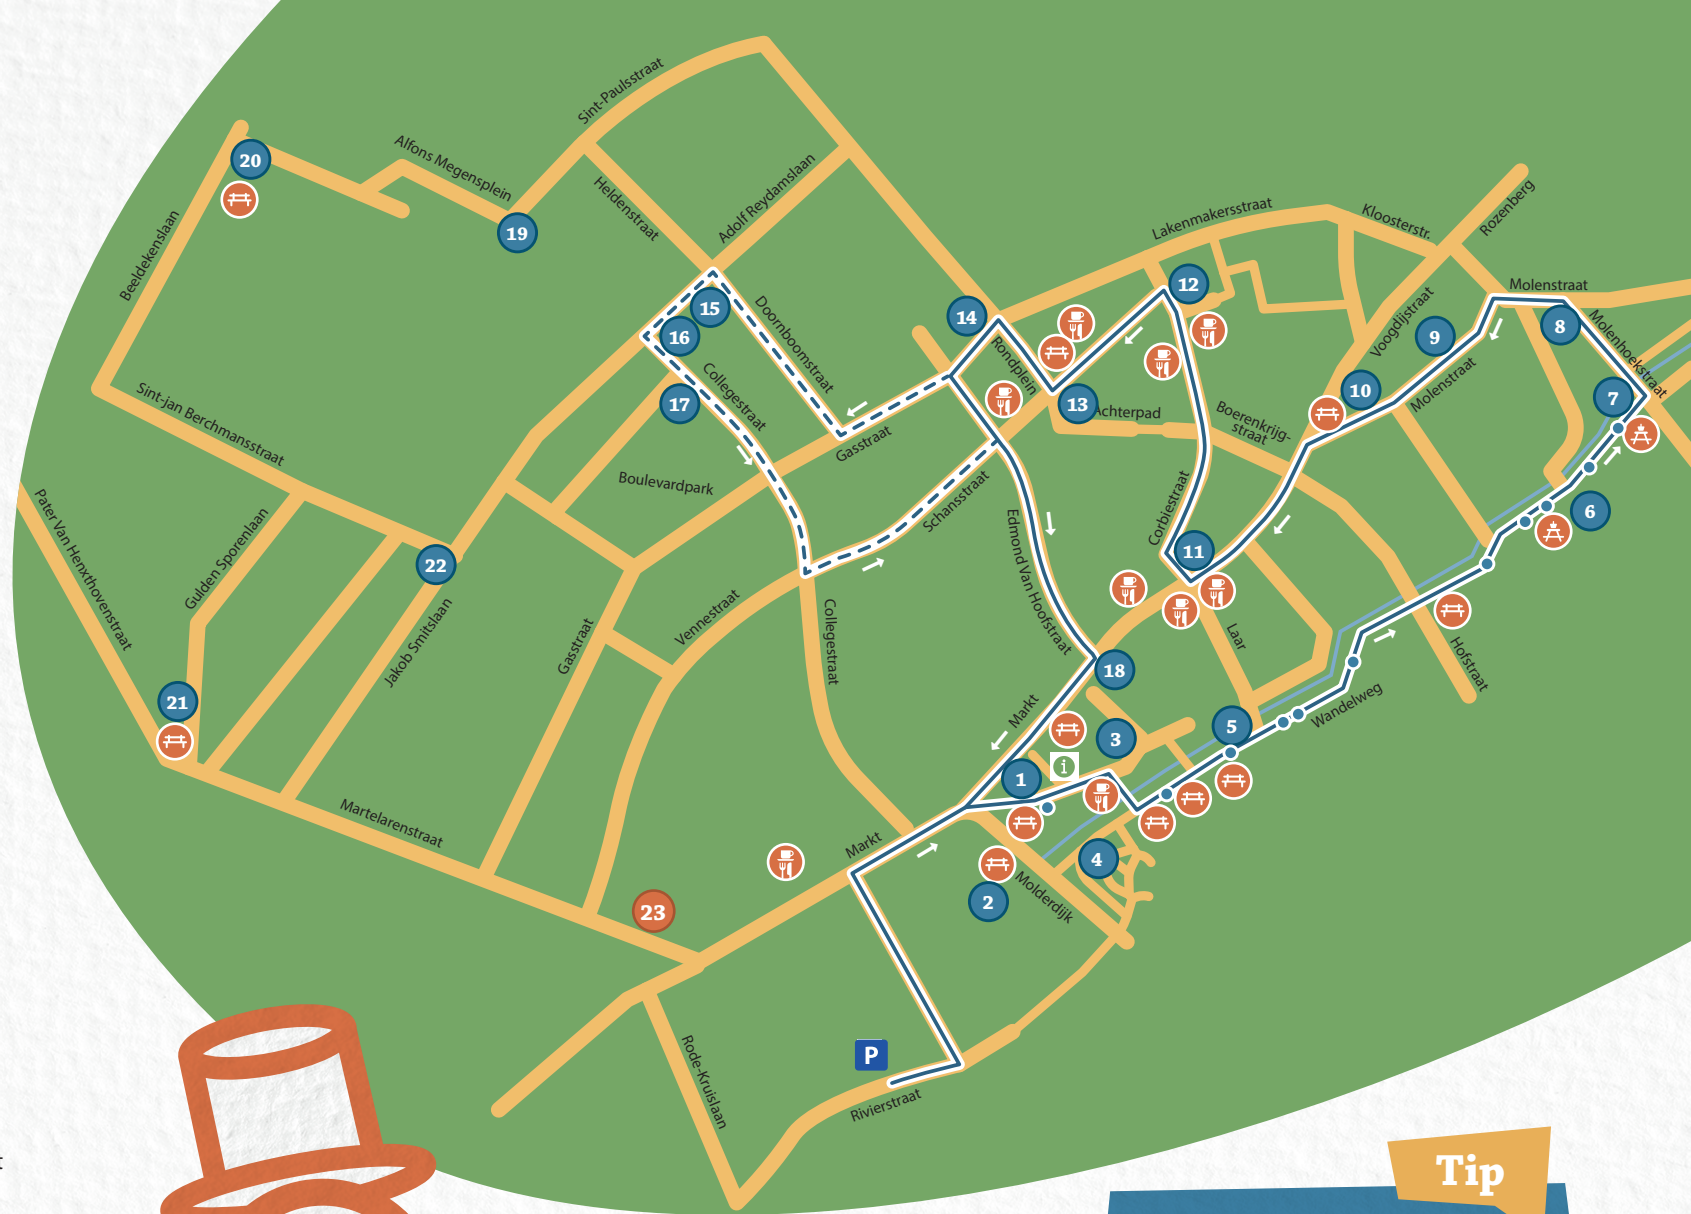 Sint-Paulsstraat
Alfons Megensplein
20
19
Heldenstraat
Adolf Reydamslaan
Beeldekenslaan
Lakenmakersstraat
Kloosterstr.
Rozenberg
Molenstraat
12
15
14
8
Doornboomstraat
16
Rondplein
Voogdijstraat
9
Molenhoekstraat
Collegestraat
17
13
Achterpad
10
Molenstraat
7
Sint-jan Berchmansstraat
Gasstraat
Boerenkrijg-
straat
Boulevardpark
Schansstraat
Pater Van Henxthovenstraat
Gulden Sporenlaan
22
Edmond Van Hoofstraat
Corbiestraat
11
6
Jakob Smitslaan
Gasstraat
Vennestraat
Collegestraat
Laar
Hofstraat
18
21
Markt
3
5
Wandelweg
1
i
Martelarenstraat
Markt
4
2
Molderdijk
23
P
Rode-Kruislaan
Rivierstraat
t
Tip